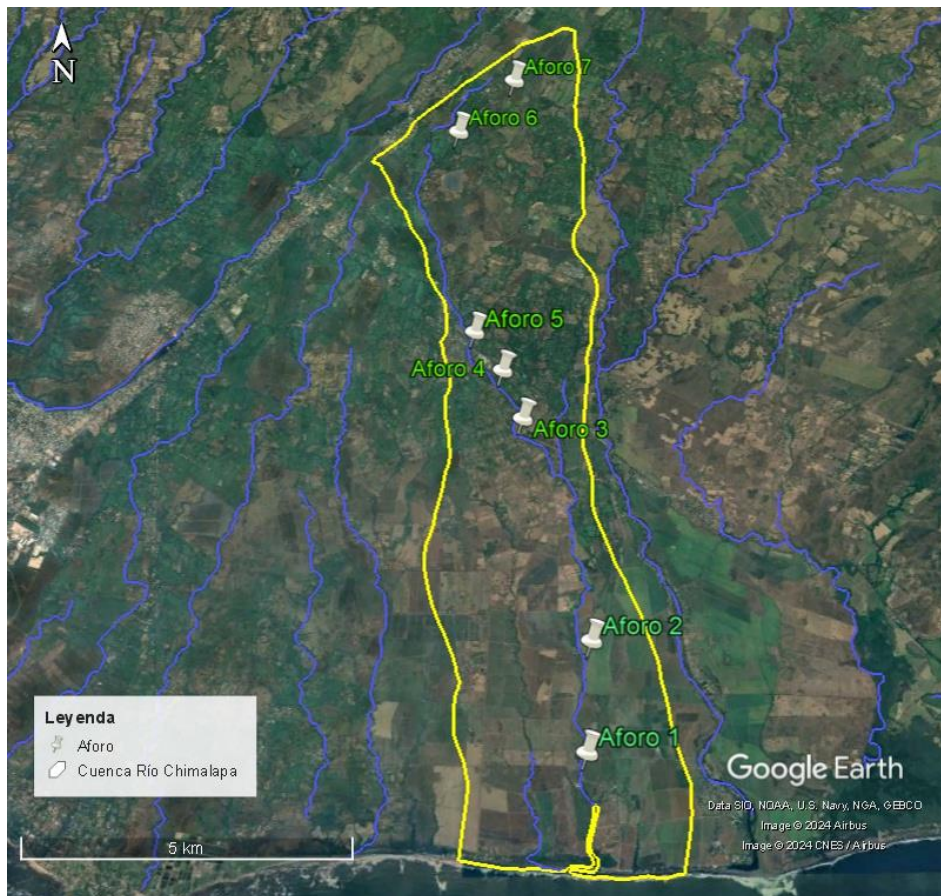 N
Aforo 7
Aforo 6
Aforo 5
Aforo 4
Aforo 3
Aforo 2
Aforo 1
Leyenda
Aforo
Cuenca Río Chimalapa
5 km
Google Earth
Data SIO, NOAA, U.S. Navy, NGA, GEBCO
Image © 2024 Airbus
Image © 2024 CNES / Airbus